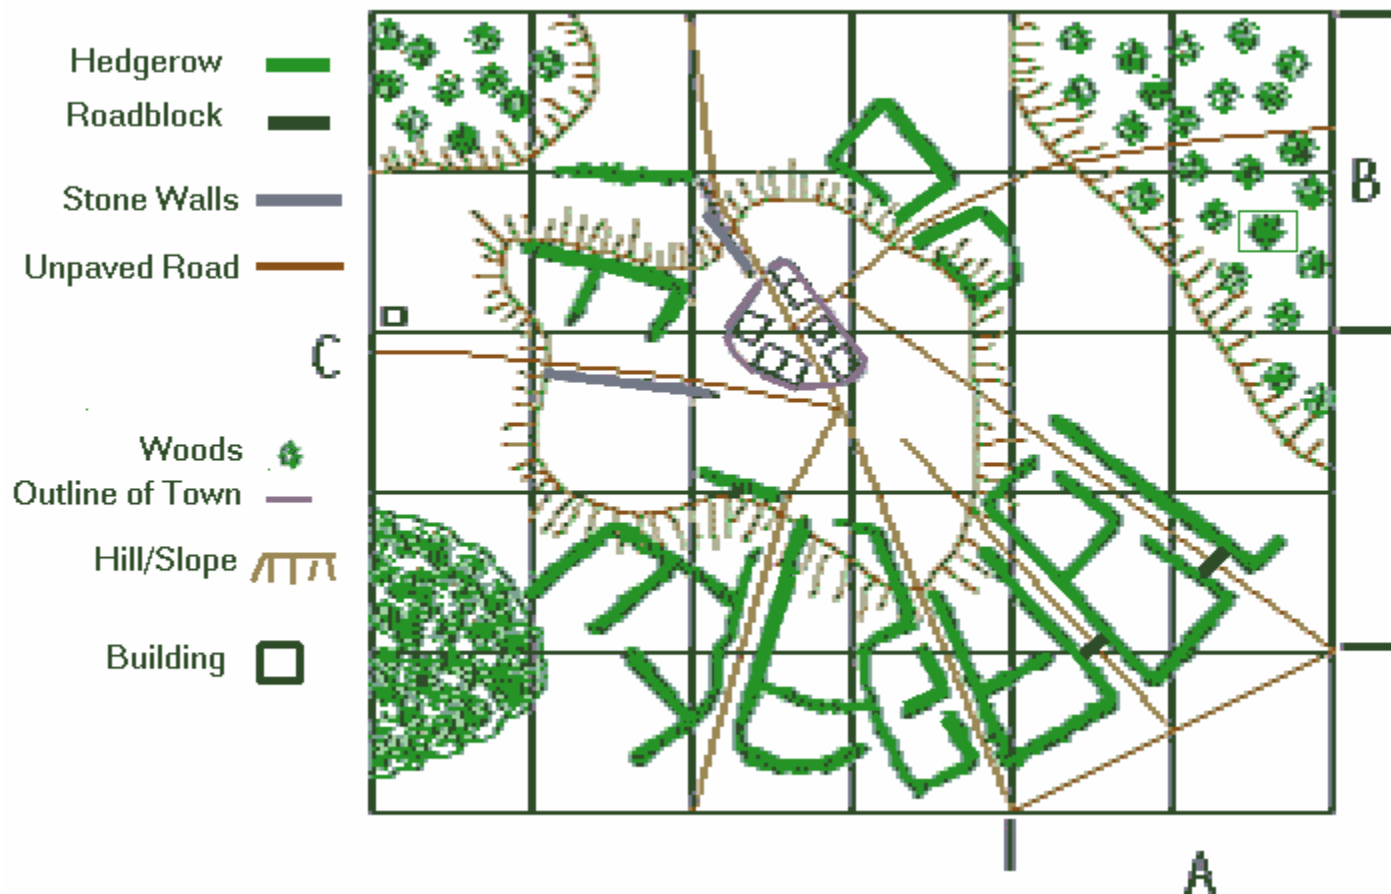 Hedgerow
Roadblock
Stone Walls
Unpaved Road
Woods
Outline of Town
Hill/Slope
Building
B
C
A